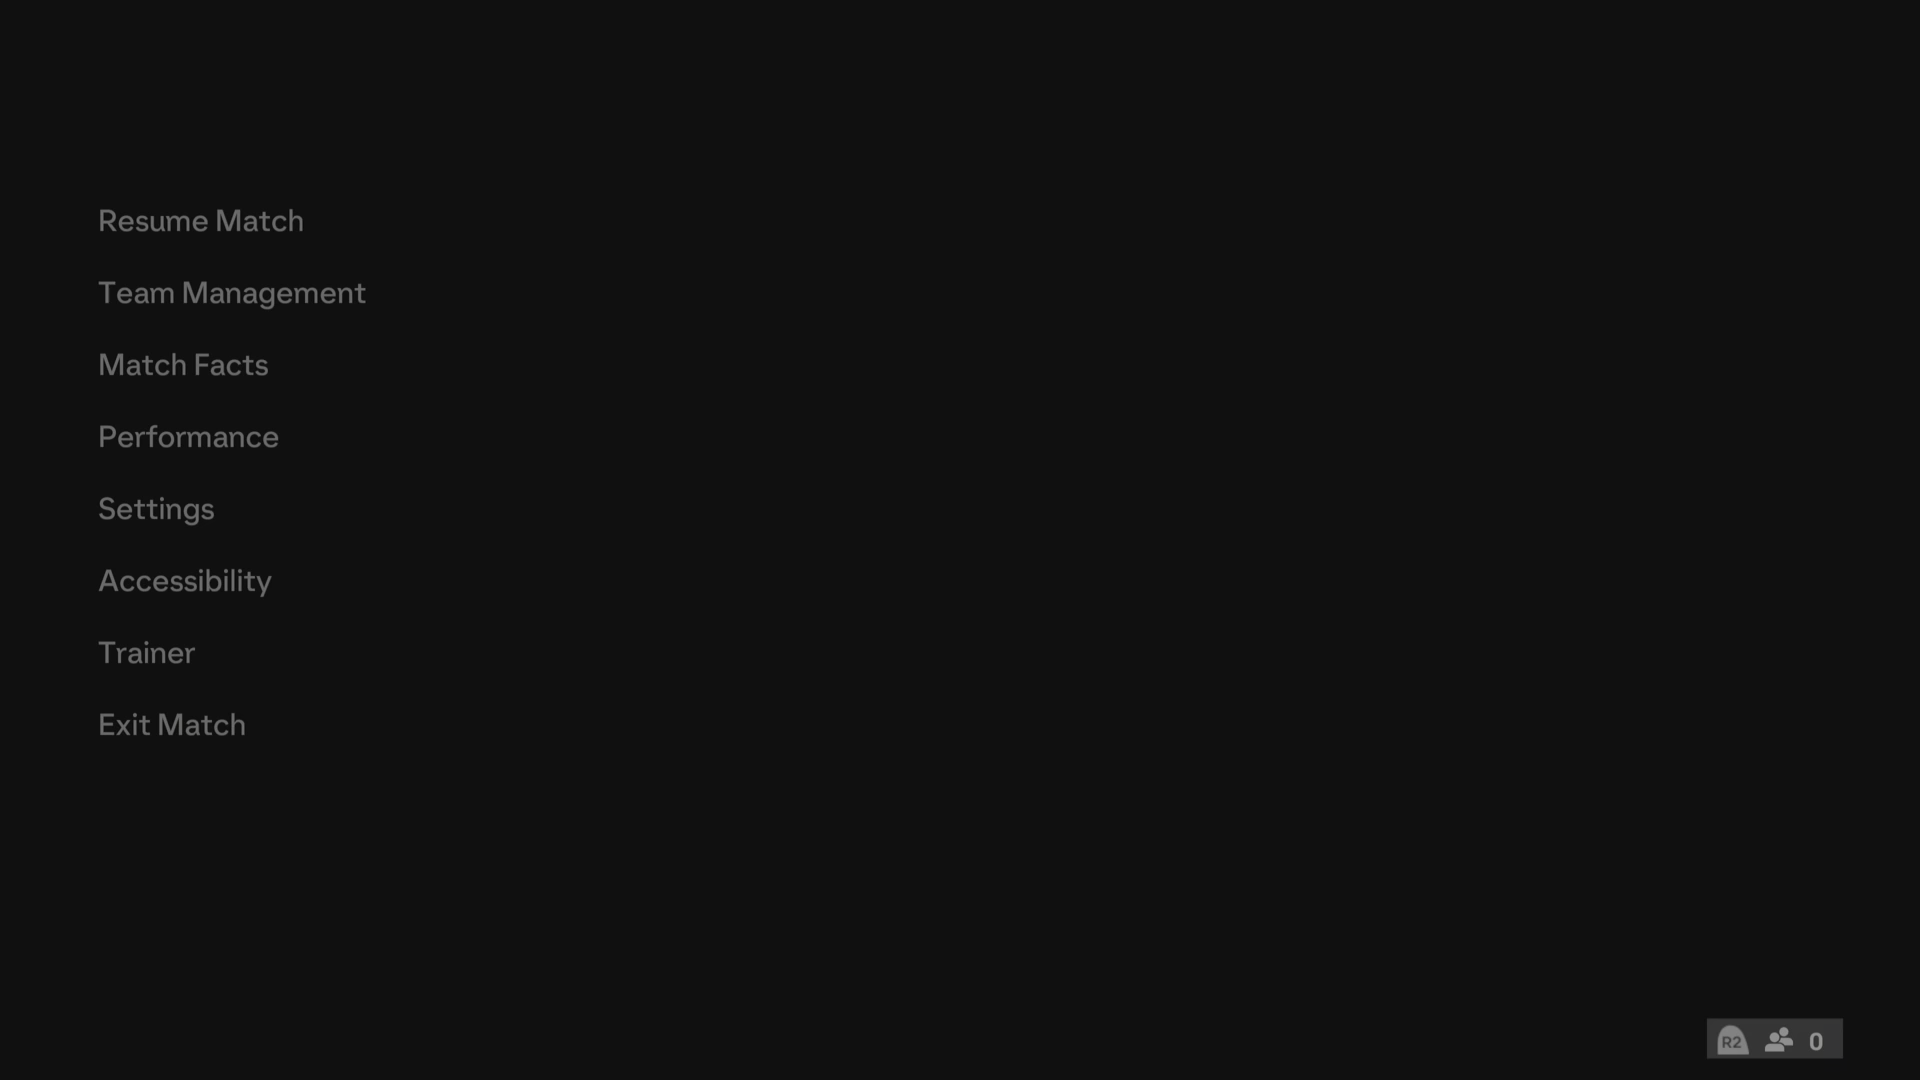 Resume Match
Team Management
Match Facts
Performance
Settings
Accessibility
Trainer
Exit Match
R2 0